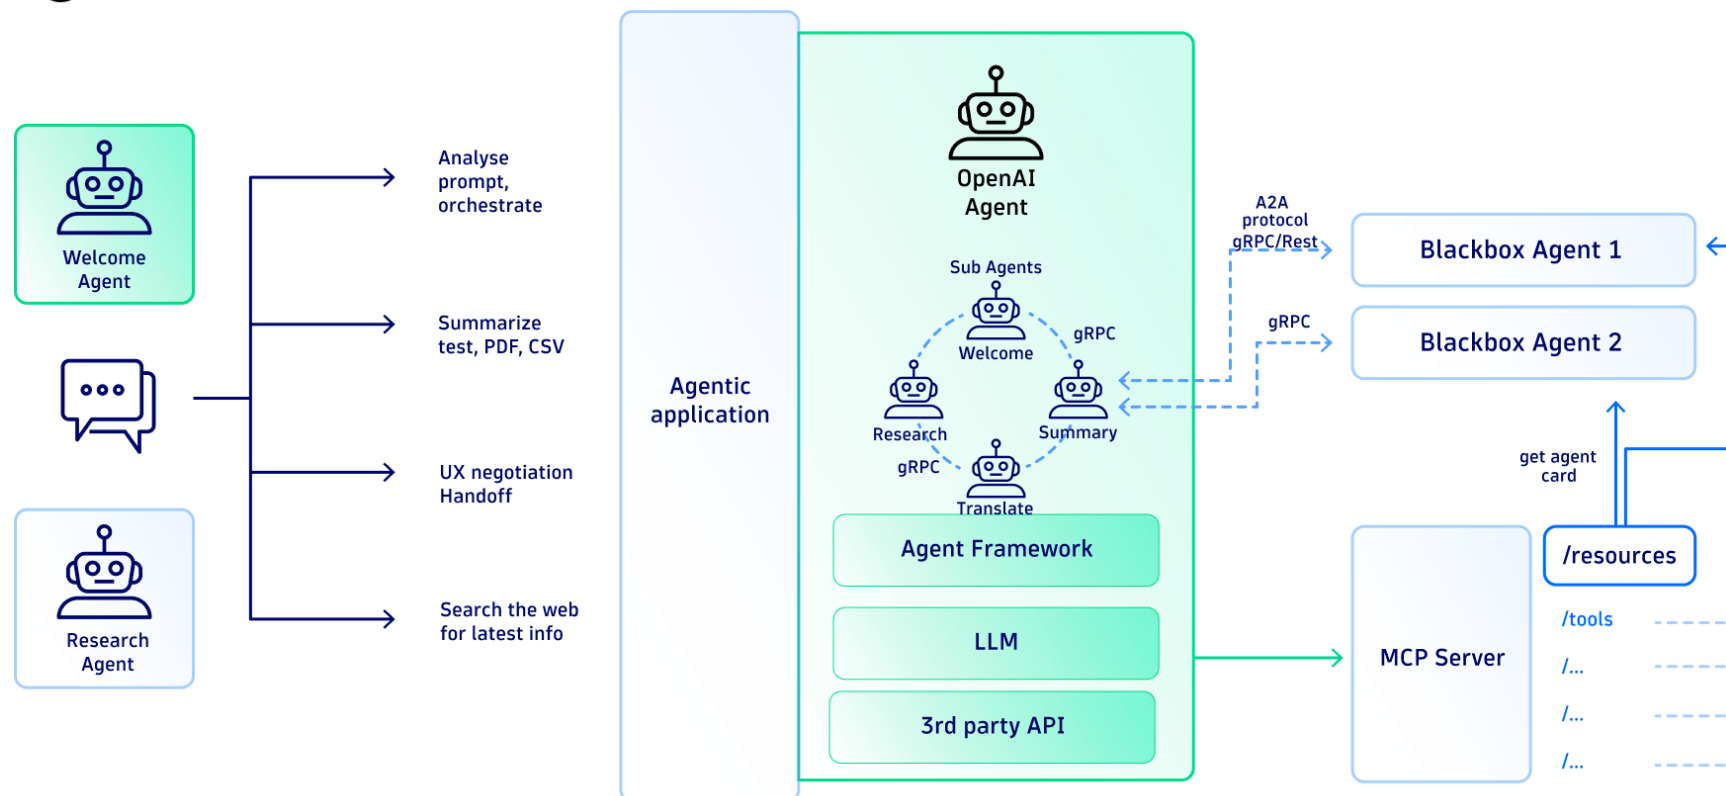 Welcome
Agent
Research
Agent
Analyse
prompt,
orchestrate
Summarize
test, PDF, CSV
UX negotiation
Handoff
Search the web
for latest info
Agentic
application
OpenAI
Agent
Sub Agents
Welcome
gRPC
Research
Summary
gRPC
Translate
Agent Framework
LLM
3rd party API
A2A
protocol
gRPC/Rest
gRPC
Blackbox Agent 1
Blackbox Agent 2
get agent
card
MCP Server
/resources
/tools
/...
/...
/...